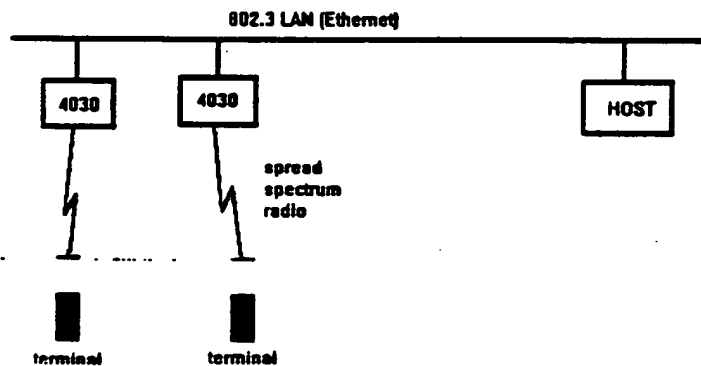 802.3 LAN (Ethernet)
4030
4030
HOST
spread
spectrum
radio
terminal
terminal